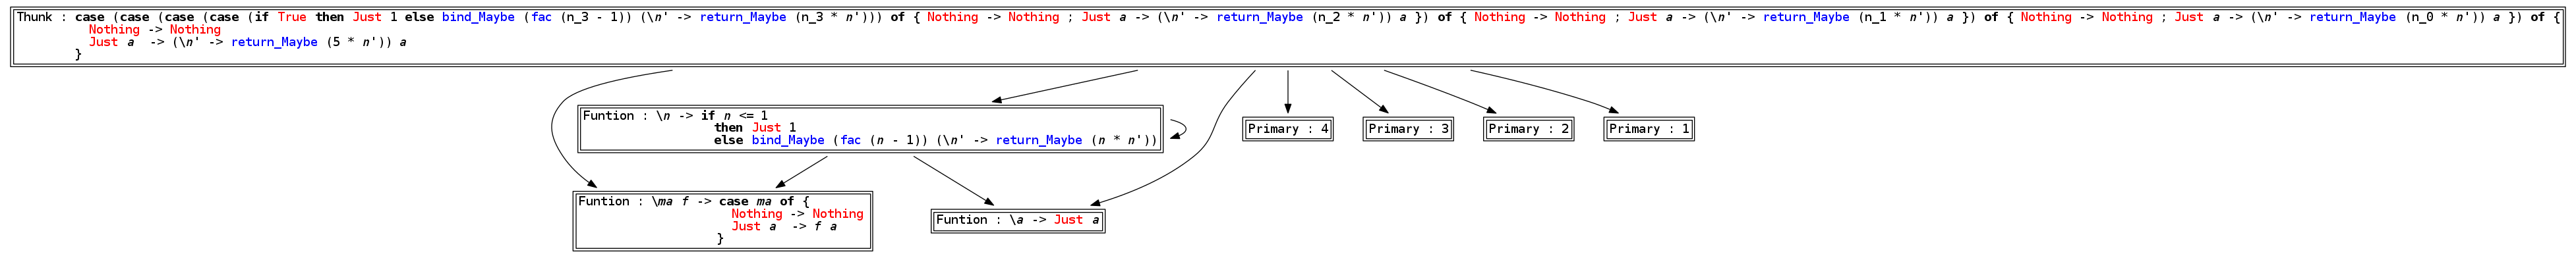 Thunk : case (case (case (case (if True then Just 1 else bind_Maybe (fac (n_3 - 1)) (\n' -> return_Maybe (n_3 * n'))) of { Nothing -> Nothing ; Just a -> (\n' -> return_Maybe (n_2 * n')) a }) of { Nothing -> Nothing ; Just a -> (\n' -> return_Maybe (n_1 * n')) a }) of { Nothing -> Nothing ; Just a -> (\n' -> return_Maybe (n_0 * n')) a }) of {
Nothing -> Nothing
Just a -> (\n' -> return_Maybe (5 * n')) a
}
Funtion : \n -> if n <= 1
then Just 1
else bind_Maybe (fac (n - 1)) (\n' -> return_Maybe (n * n'))
Primary : 4
Primary : 3
Primary : 2
Primary : 1
Funtion : \ma f -> case ma of {
Nothing -> Nothing
Just a -> f a
}
Funtion : \a -> Just a